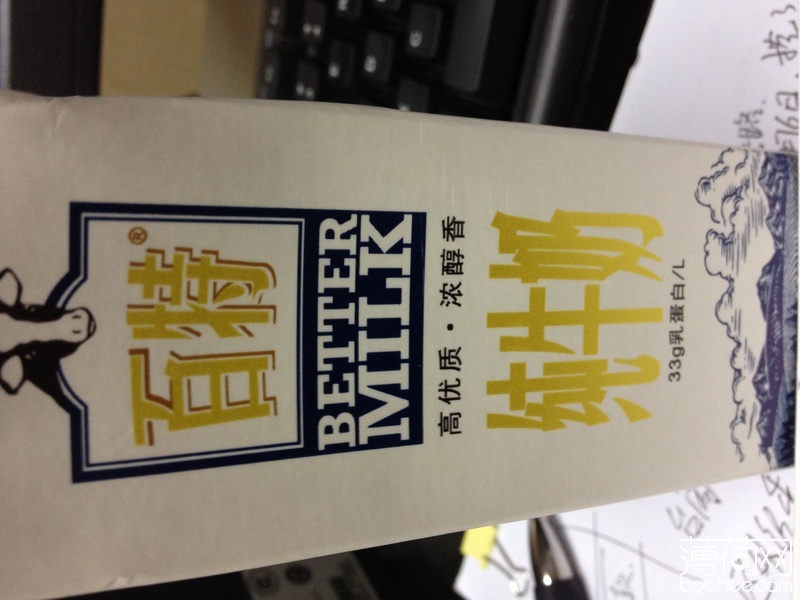 百特®
BETTER
MILK
高优质·浓醇香
纯牛奶
33g乳蛋白/L
薄荷网
boohee.com